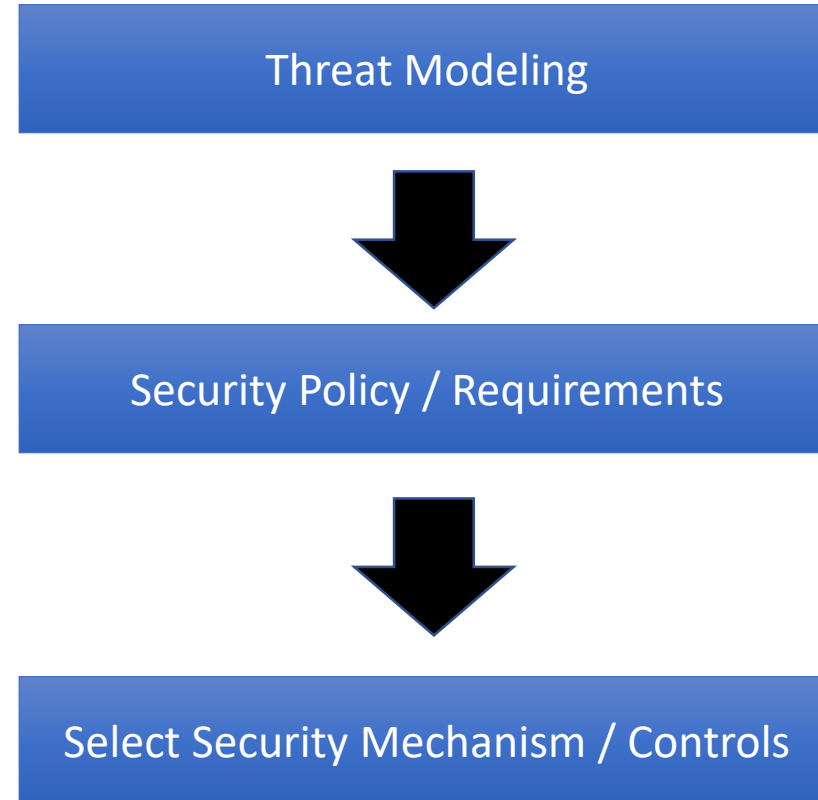 Threat Modeling
Security Policy / Requirements
Select Security Mechanism / Controls